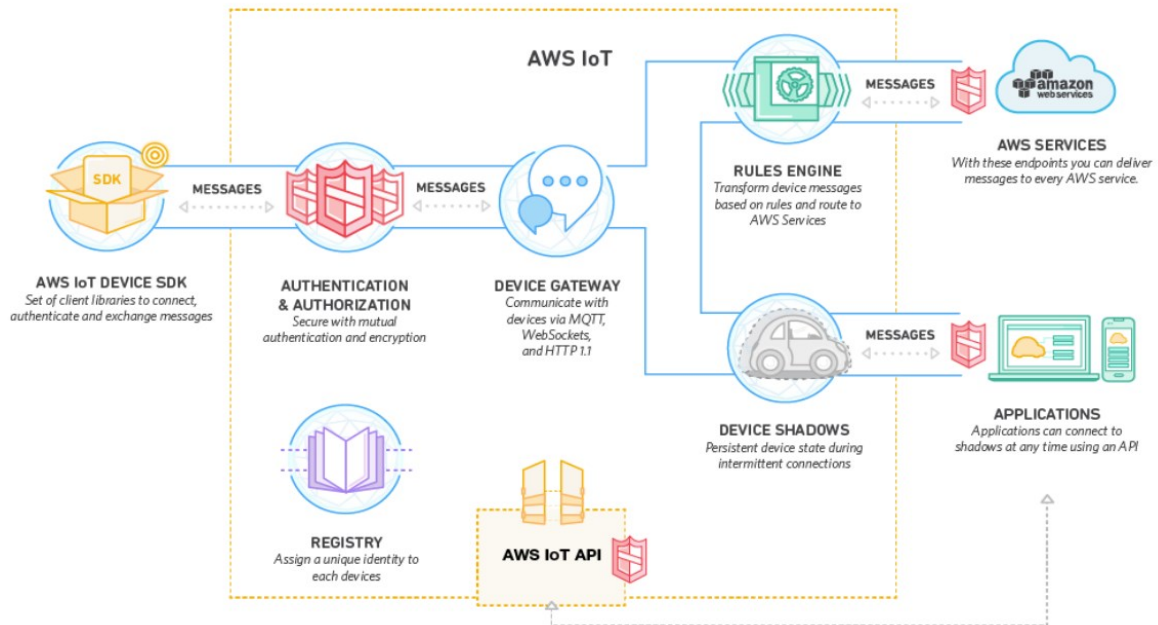 AWS IoT
SDK
MESSAGES
MESSAGES
MESSAGES
amazon
web services
AWS SERVICES
With these endpoints you can deliver
messages to every AWS service.
RULES ENGINE
Transform device messages
based on rules and route to
AWS Services
AWS IoT DEVICE SDK
Set of client libraries to connect,
authenticate and exchange messages
AUTHENTICATION
& AUTHORIZATION
Secure with mutual
authentication and encryption
DEVICE GATEWAY
Communicate with
devices via MQTT,
WebSockets,
and HTTP 1.1
MESSAGES
DEVICE SHADOWS
Persistent device state during
intermittent connections
APPLICATIONS
Applications can connect to
shadows at any time using an API
REGISTRY
Assign a unique identity to
each devices
AWS IoT API